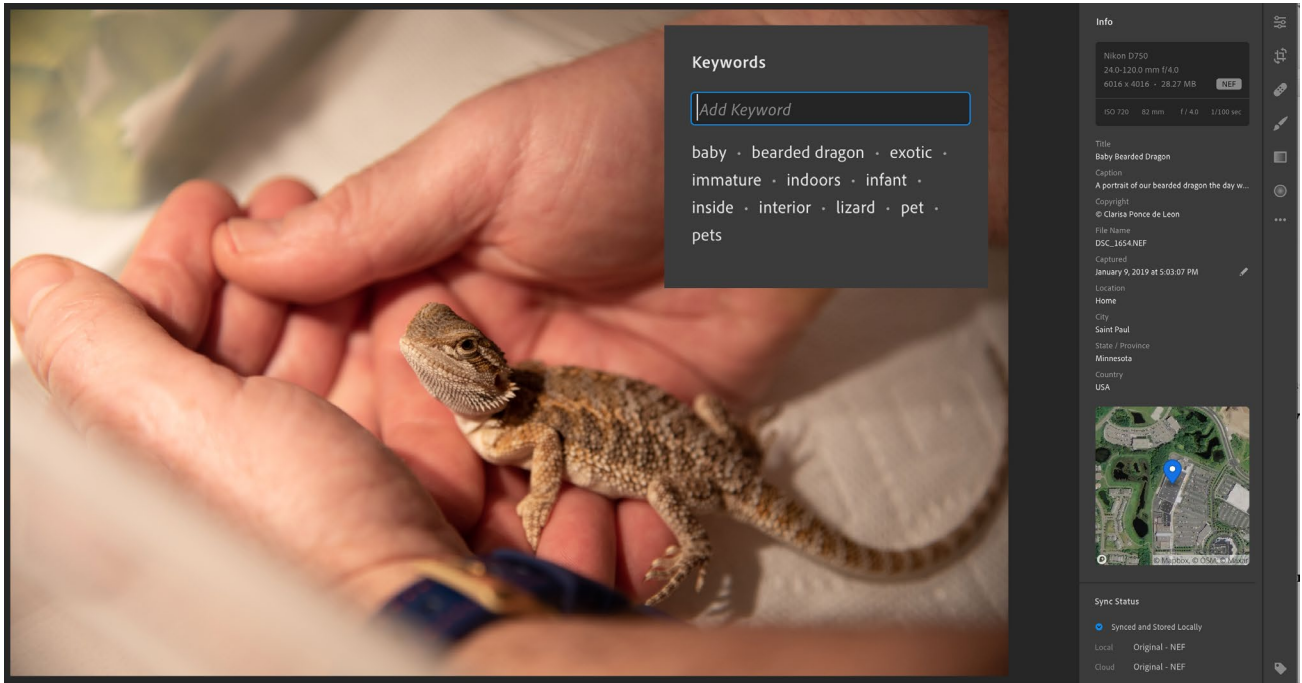 Keywords
Add Keyword
baby • bearded dragon • exotic •
immature • indoors • infant •
inside • interior • lizard • pet •
pets
Info
Nikon D750
24.0-120.0 mm f/4.0
6016 x 4016 • 28.27 MB NEF
ISO 720 82 mm f / 4.0 1/100 sec
Title
Baby Bearded Dragon
Caption
A portrait of our bearded dragon the day w...
Copyright
© Clarisa Ponce de Leon
File Name
DSC_1654.NEF
Captured
January 9, 2019 at 5:03:07 PM
Location
Home
City
Saint Paul
State / Province
Minnesota
Country
USA
© Mapbox, © OSM, © Maxar
Sync Status
Synced and Stored Locally
Local Original - NEF
Cloud Original - NEF